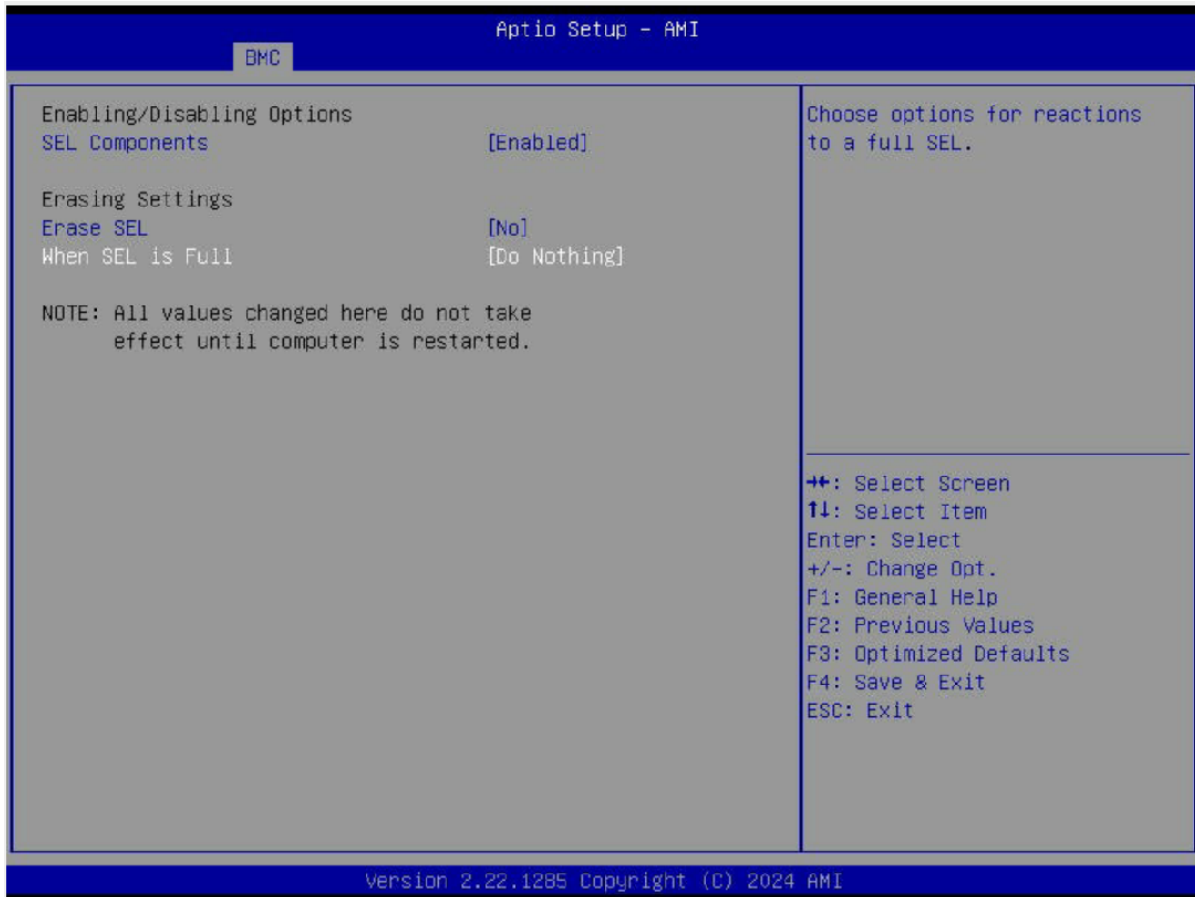 Aptio Setup – AMI
BMC
Enabling/Disabling Options
SEL Components [Enabled]
Erasing Settings
Erase SEL [No]
When SEL is Full [Do Nothing]
NOTE: All values changed here do not take
effect until computer is restarted.
Choose options for reactions
to a full SEL.
→←: Select Screen
↑↓: Select Item
Enter: Select
+/-: Change Opt.
F1: General Help
F2: Previous Values
F3: Optimized Defaults
F4: Save & Exit
ESC: Exit
Version 2.22.1285 Copyright (C) 2024 AMI